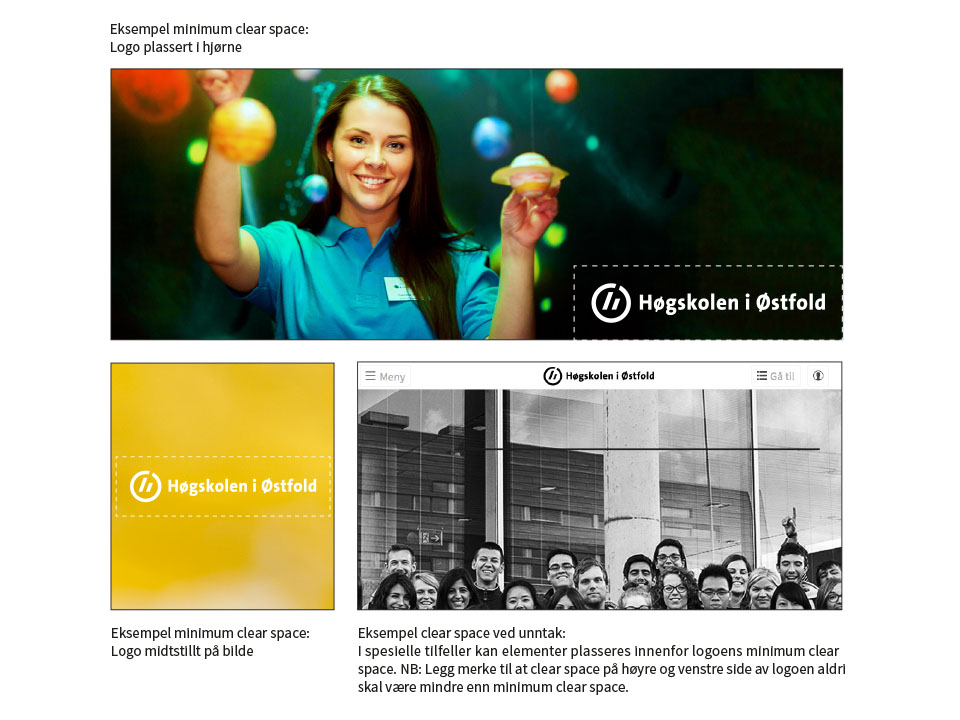 Eksempel minimum clear space:
Logo plassert i hjørne
Høgskolen i Østfold
Høgskolen i Østfold
Meny
Høgskolen i Østfold
Gå til
Eksempel minimum clear space:
Logo midtstillt på bilde
Eksempel clear space ved unntak:
I spesielle tilfeller kan elementer plasseres innenfor logoens minimum clear
space. NB: Legg merke til at clear space på høyre og venstre side av logoen aldri
skal være mindre enn minimum clear space.